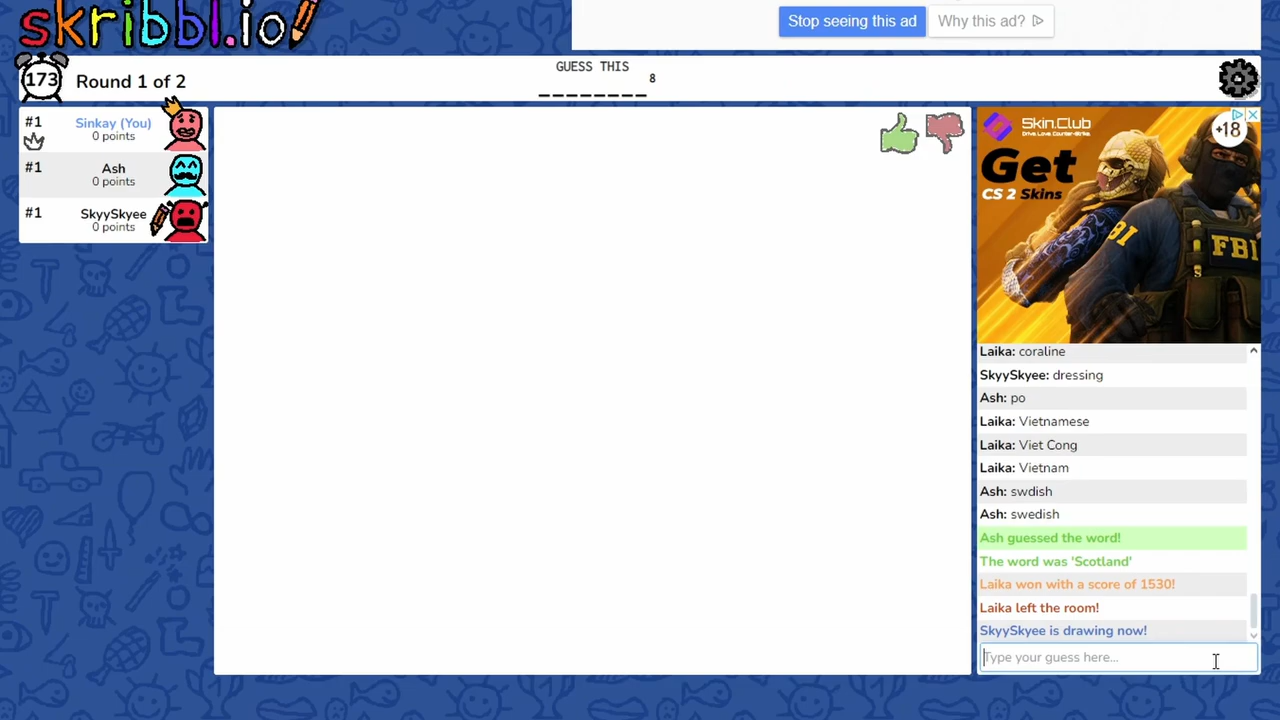 skribbl.io
Stop seeing this ad
Why this ad?
173
Round 1 of 2
GUESS THIS
________ 8
#1
Sinkay (You)
0 points
#1
Ash
0 points
#1
SkyySkyee
0 points
Skin.Club
+18
Get
CS 2 Skins
FBI
FBI
Laika: coraline
SkyySkyee: dressing
Ash: po
Laika: Vietnamese
Laika: Viet Cong
Laika: Vietnam
Ash: swdish
Ash: swedish
Ash guessed the word!
The word was 'Scotland'
Laika won with a score of 1530!
Laika left the room!
SkyySkyee is drawing now!
Type your guess here...